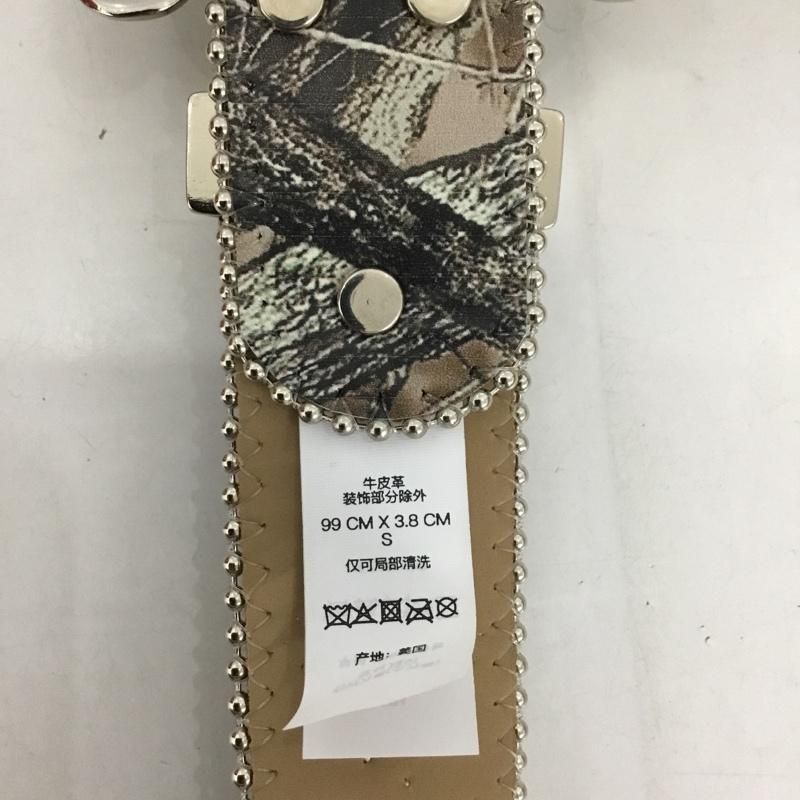 牛皮革
装饰部分除外
99 CM X 3.8 CM
S
仅可局部清洗
产地：美国